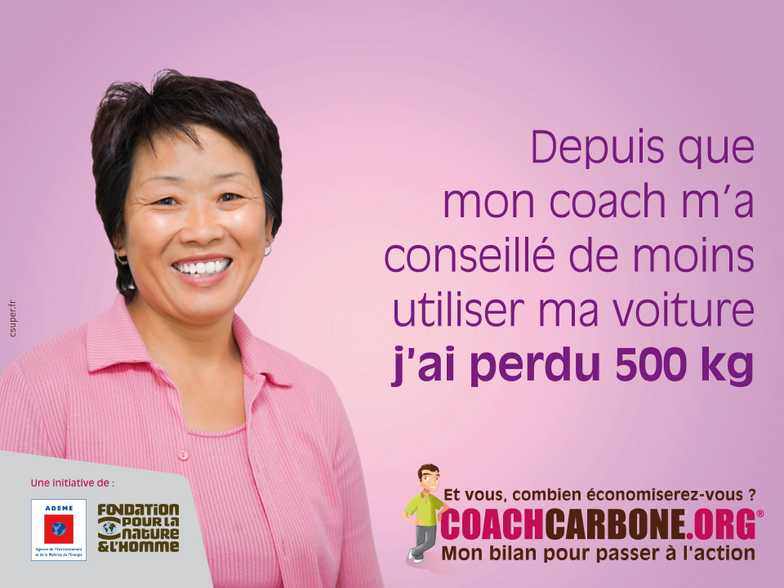 Depuis que
mon coach m'a
conseillé de moins
utiliser ma voiture
j'ai perdu 500 kg
csuper.fr
Une initiative de :
ADEME
Agence de l'Environnement
et de la Maîtrise de l'Energie
FONDATION
POUR LA
NATURE
& L'HOMME
Et vous, combien économiserez-vous ?
COACHCARBONE.ORG®
Mon bilan pour passer à l'action